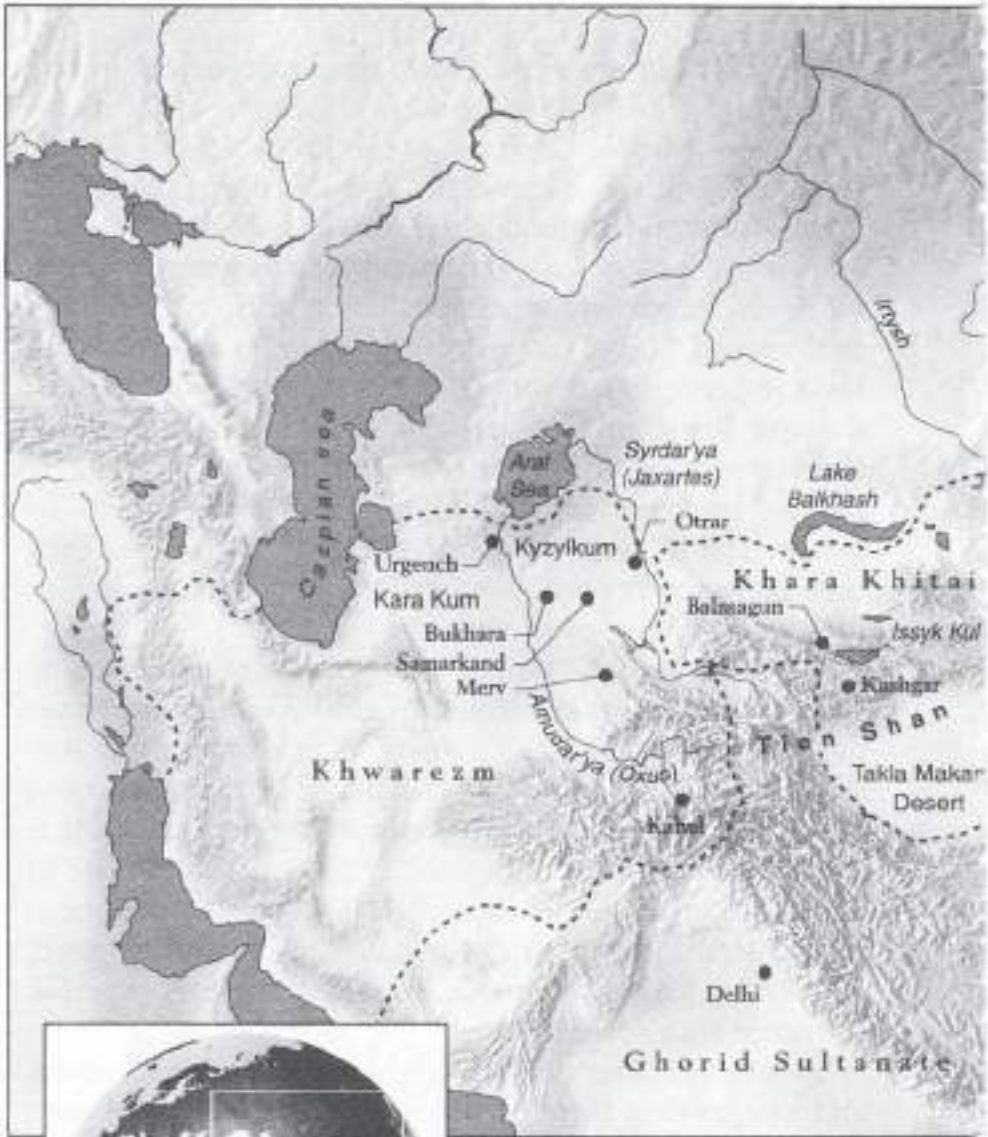 Irtysh
Caspian sea
Aral
Sea
Syrdar'ya
(Jaxartes)
Lake
Balkhash
Otrar
Urgench
Kyzylkum
Kara Kum
Khara Khitai
Balasagun
Issyk Kul
Bukhara
Samarkand
Merv
Kashgar
Tien Shan
Amudar'ya (Oxus)
Khwarezm
Takla Makan
Desert
Kabul
Delhi
Ghorid Sultanate